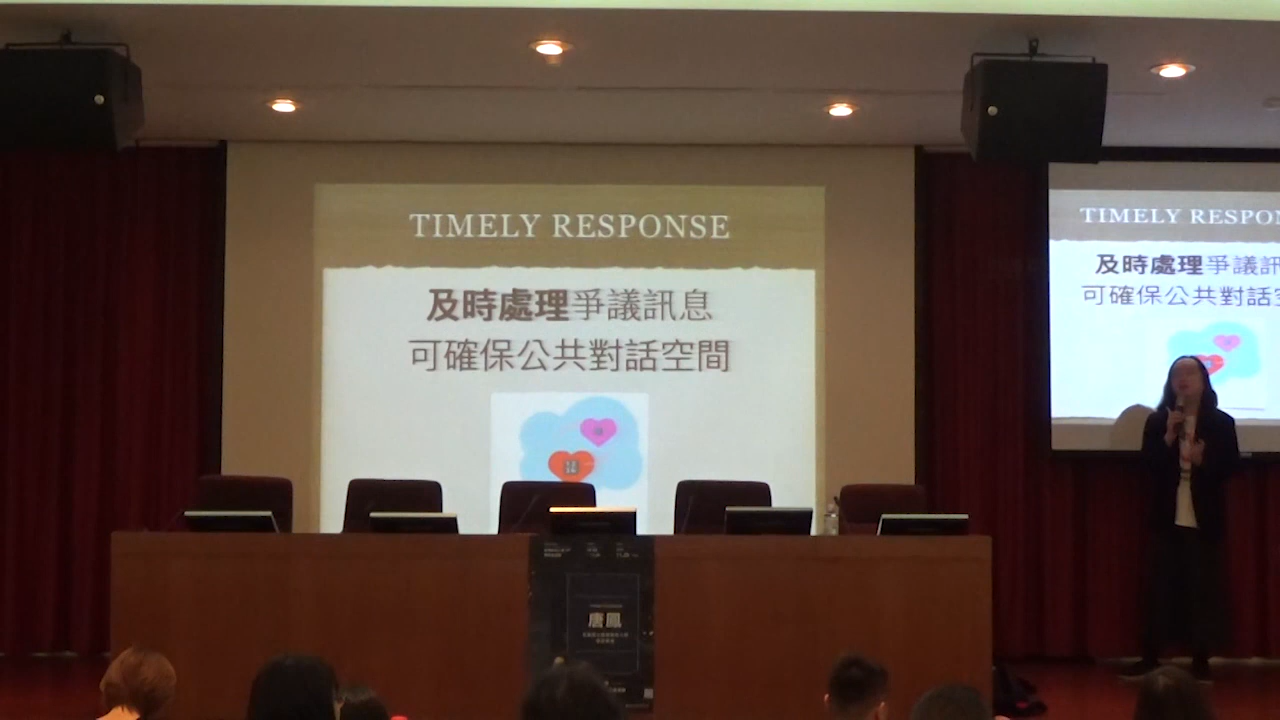 TIMELY RESPONSE
及時處理爭議訊息
可確保公共對話空間
TIMELY RESPON
及時處理爭議訊
可確保公共對話
唐鳳